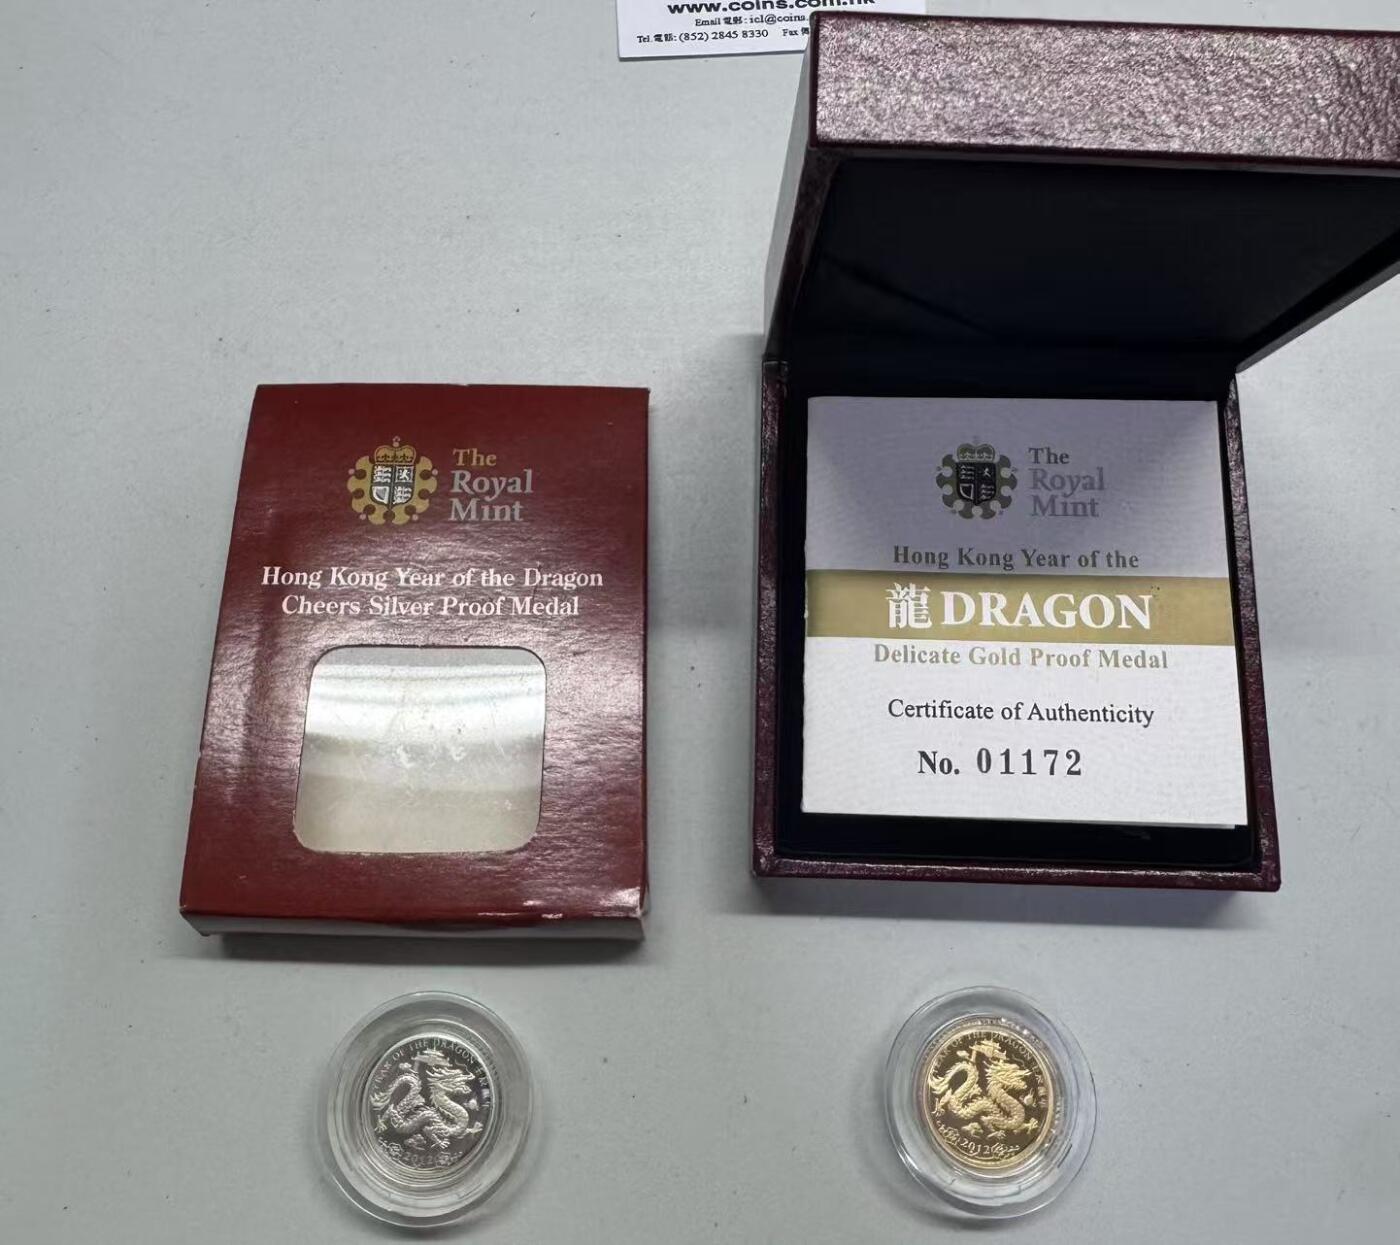 www.coins.com.hk
Email 電郵: icl@coins.
Tel. 電話: (852) 2845 8330 Fax
The
Royal
Mint
Hong Kong Year of the Dragon
Cheers Silver Proof Medal
The
Royal
Mint
Hong Kong Year of the
龍 DRAGON
Delicate Gold Proof Medal
Certificate of Authenticity
No. 01172
YEAR OF THE DRAGON
2012
YEAR OF THE DRAGON
2012